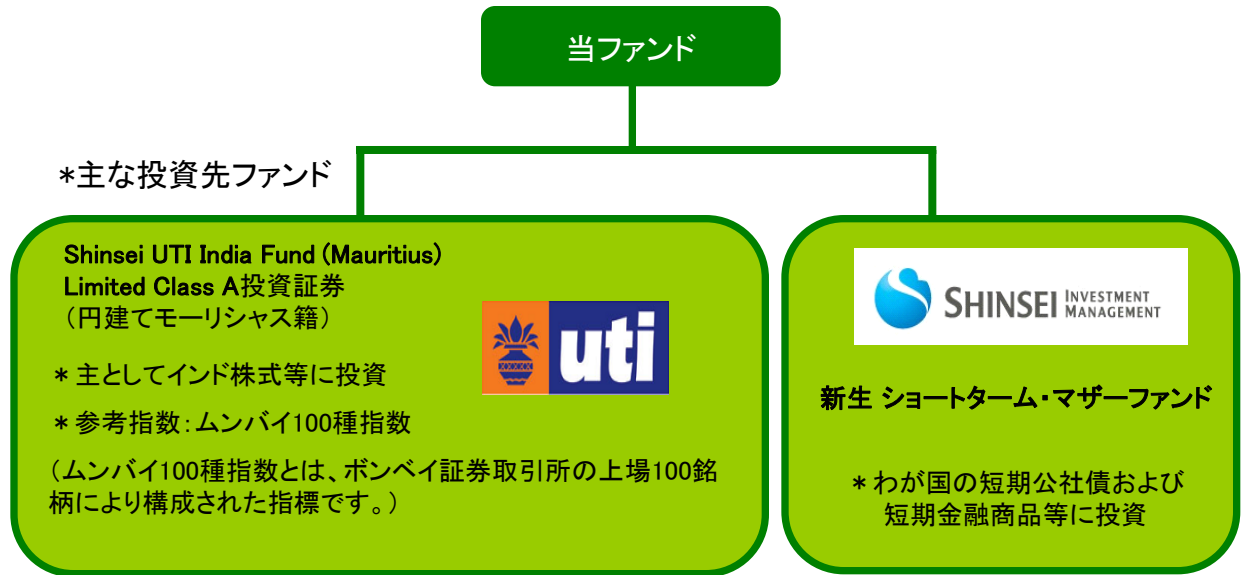 当ファンド
*主な投資先ファンド
Shinsei UTI India Fund (Mauritius)
Limited Class A投資証券
（円建てモーリシャス籍）
uti
* 主としてインド株式等に投資
* 参考指数：ムンバイ100種指数
（ムンバイ100種指数とは、ボンベイ証券取引所の上場100銘
柄により構成された指標です。）
SHINSEI INVESTMENT
MANAGEMENT
新生 ショートターム・マザーファンド
* わが国の短期公社債および
短期金融商品等に投資